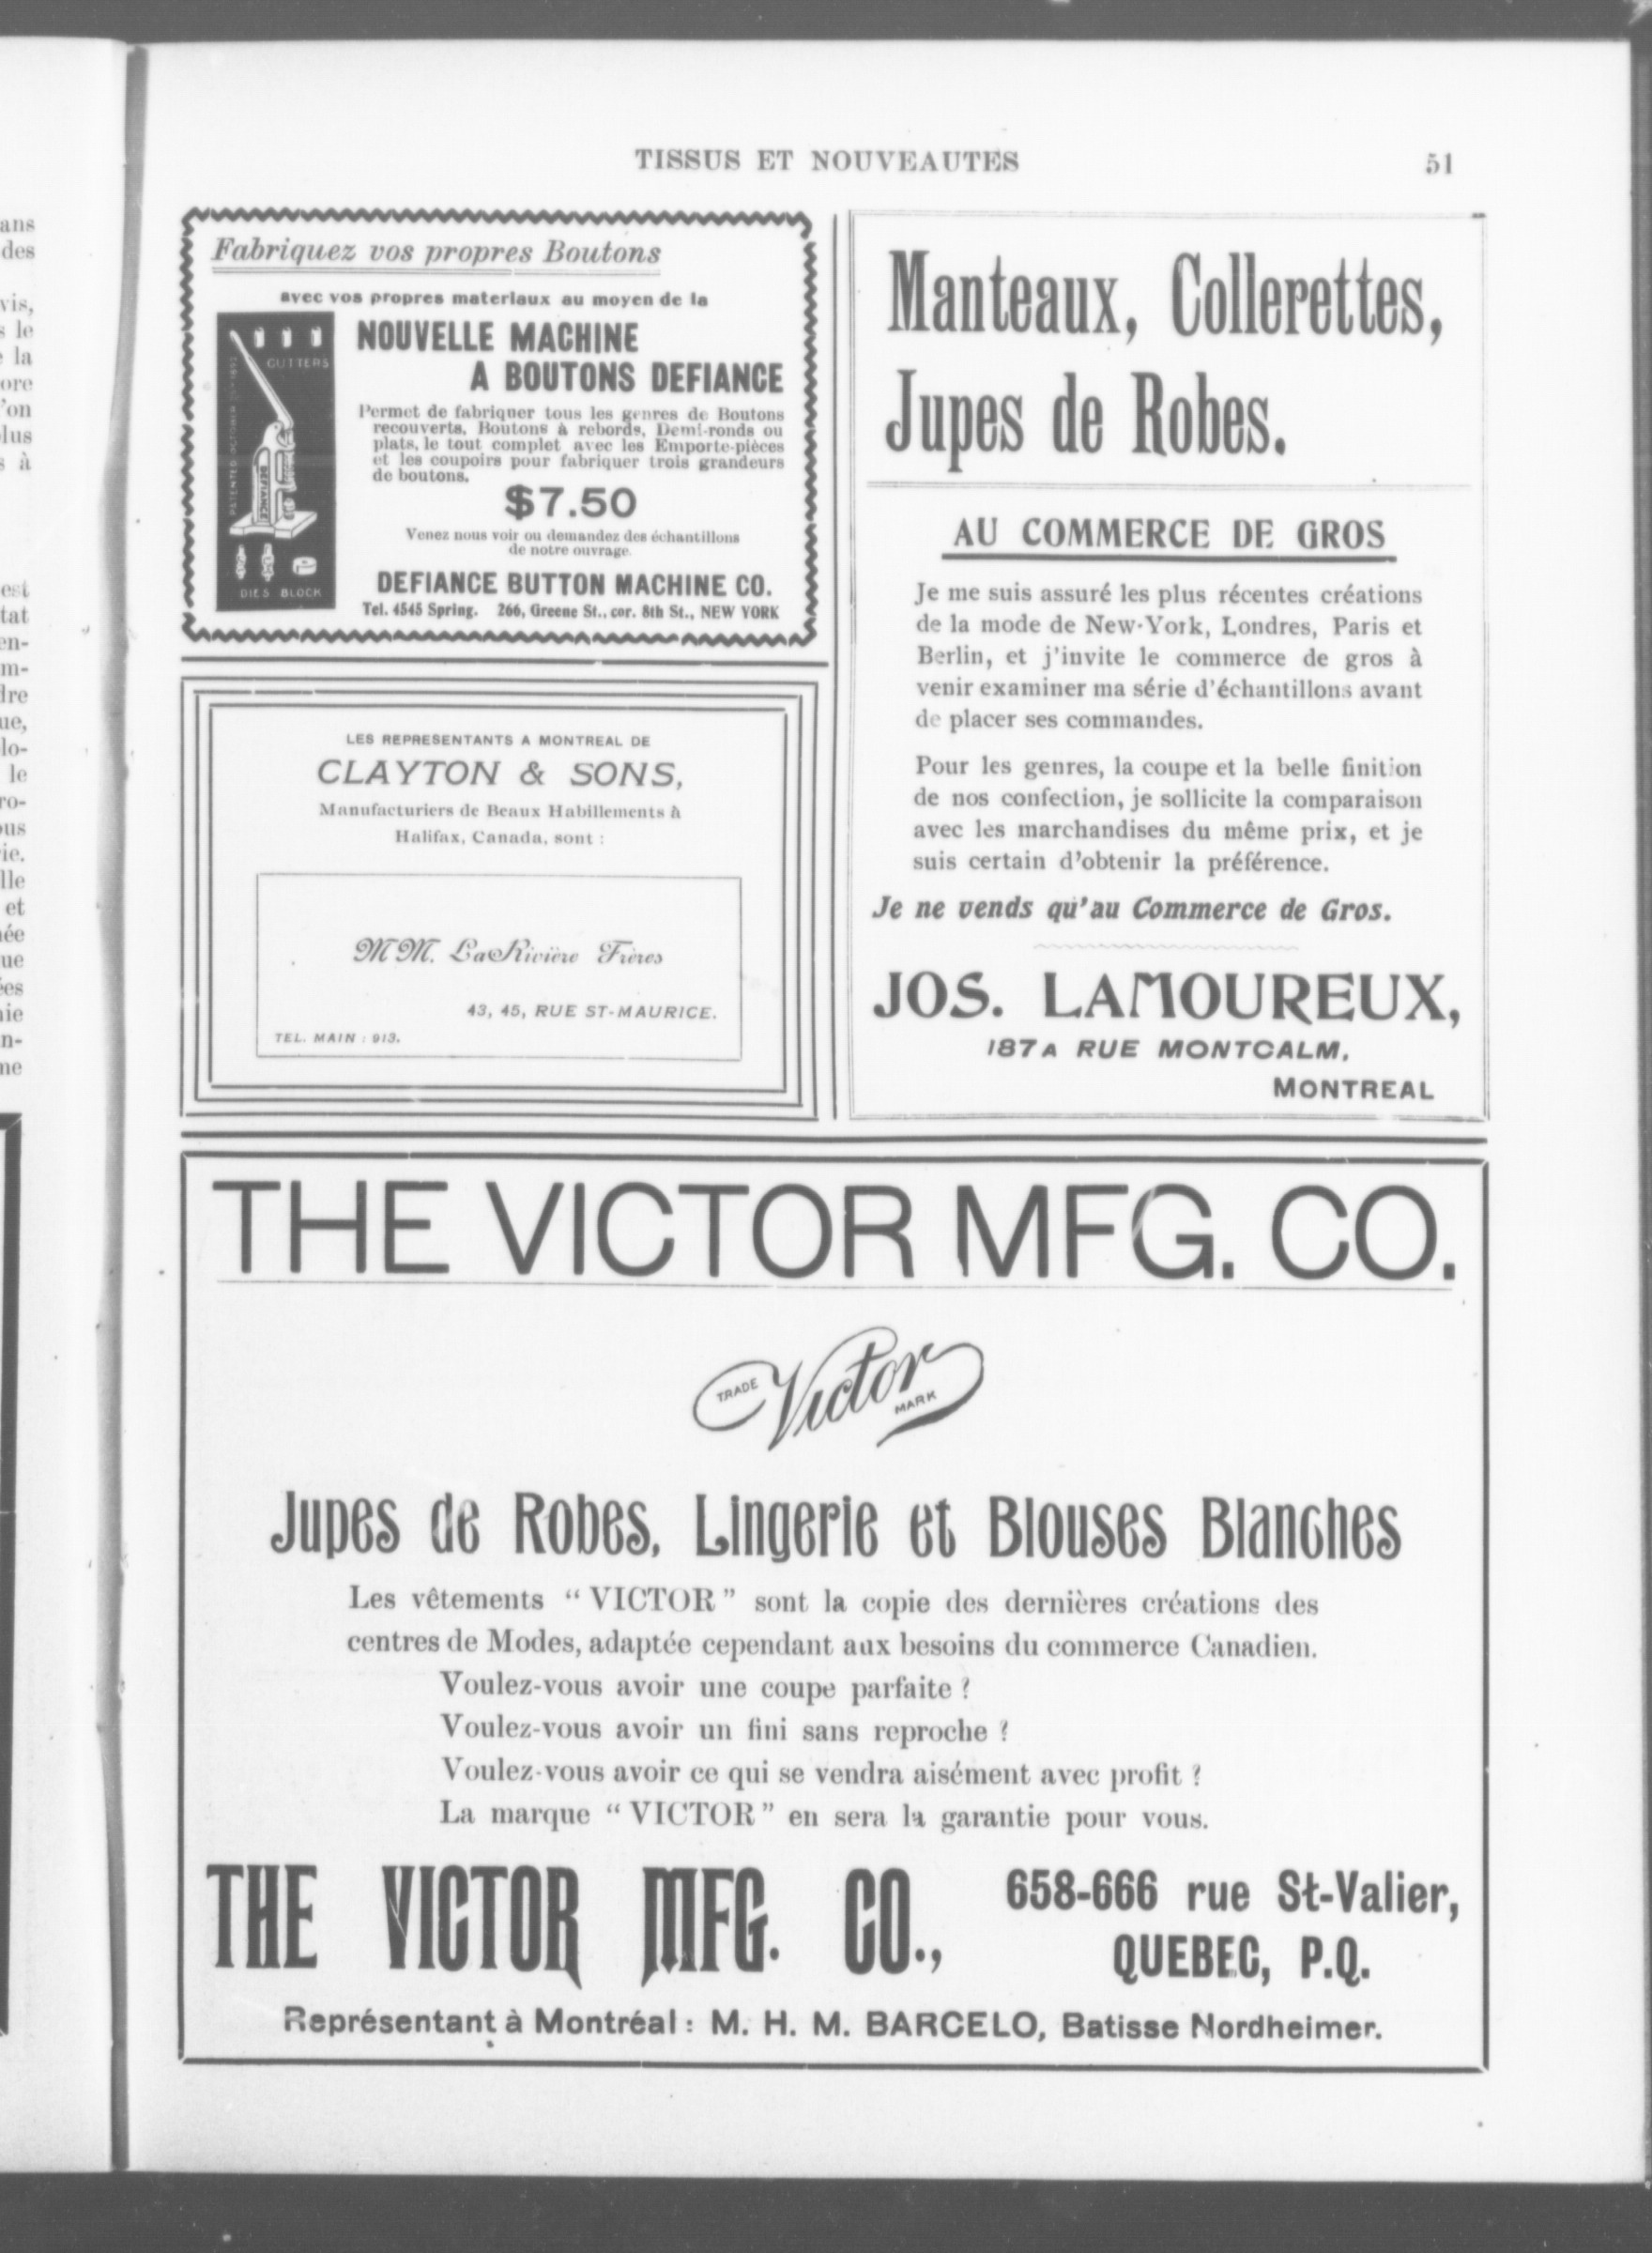 TISSUS ET NOUVEAUTES 51
Fabriquez vos propres Boutons
avec vos propres materiaux au moyen de la
NOUVELLE MACHINE
A BOUTONS DEFIANCE
CUTTERS
DEFIANCE
DIES BLOCK
Permet de fabriquer tous les genres de Boutons
recouverts, Boutons à rebords, Demi-ronds ou
plats, le tout complet avec les Emporte-pièces
et les coupoirs pour fabriquer trois grandeurs
de boutons.
$7.50
Venez nous voir ou demandez des échantillons
de notre ouvrage.
DEFIANCE BUTTON MACHINE CO.
Tel. 4545 Spring. 266, Greene St., cor. 8th St., NEW YORK
LES REPRESENTANTS A MONTREAL DE
CLAYTON & SONS,
Manufacturiers de Beaux Habillements à
Halifax, Canada, sont :
MM. LaRivière Frères
43, 45, RUE ST-MAURICE.
TEL. MAIN : 913.
Manteaux, Collerettes,
Jupes de Robes.
AU COMMERCE DE GROS
Je me suis assuré les plus récentes créations
de la mode de New-York, Londres, Paris et
Berlin, et j'invite le commerce de gros à
venir examiner ma série d'échantillons avant
de placer ses commandes.
Pour les genres, la coupe et la belle finition
de nos confection, je sollicite la comparaison
avec les marchandises du même prix, et je
suis certain d'obtenir la préférence.
Je ne vends qu'au Commerce de Gros.
JOS. LAMOUREUX,
187A RUE MONTCALM,
MONTREAL
THE VICTOR MFG. CO.
TRADE Victor MARK
Jupes de Robes, Lingerie et Blouses Blanches
Les vêtements “ VICTOR ” sont la copie des dernières créations des
centres de Modes, adaptée cependant aux besoins du commerce Canadien.
Voulez-vous avoir une coupe parfaite ?
Voulez-vous avoir un fini sans reproche ?
Voulez-vous avoir ce qui se vendra aisément avec profit ?
La marque “ VICTOR ” en sera la garantie pour vous.
THE VICTOR MFG. CO., 658-666 rue St-Valier,
QUEBEC, P.Q.
Représentant à Montréal : M. H. M. BARCELO, Batisse Nordheimer.